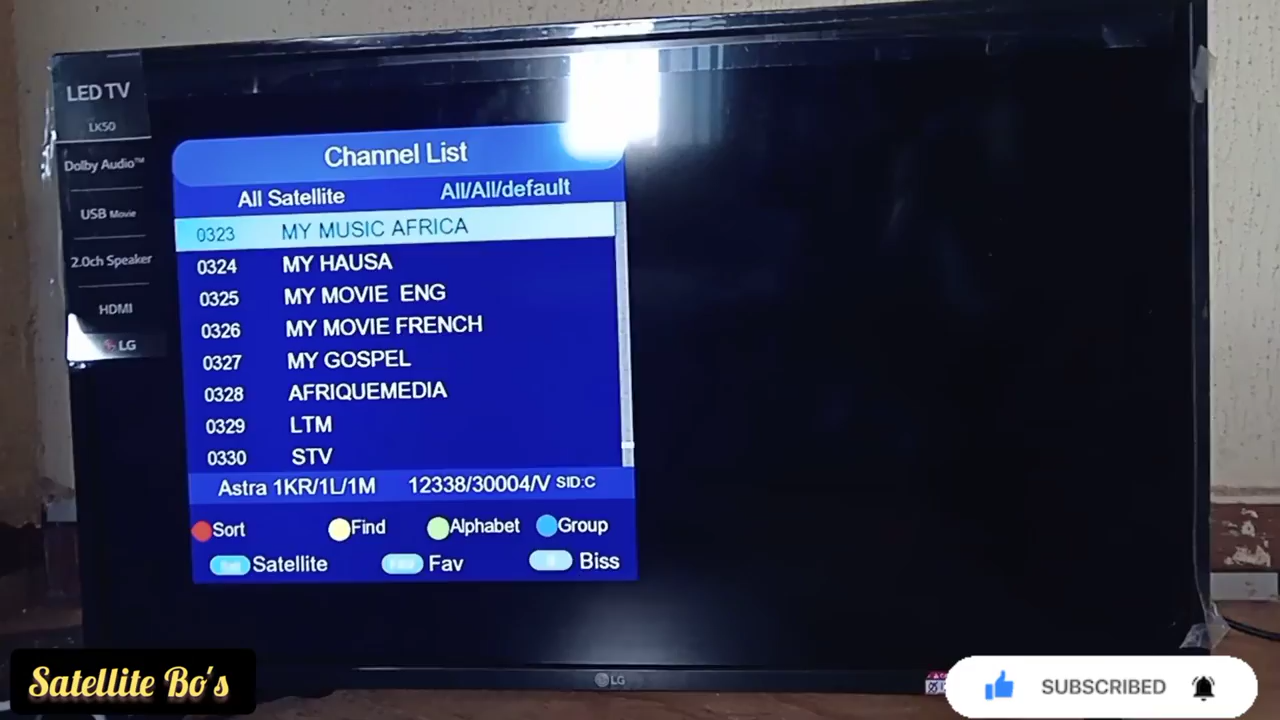 LED TV
LK50
Dolby Audio™
USB Movie
2.0ch Speaker
HDMI
LG
Channel List
All Satellite All/All/default
0323 MY MUSIC AFRICA
0324 MY HAUSA
0325 MY MOVIE ENG
0326 MY MOVIE FRENCH
0327 MY GOSPEL
0328 AFRIQUEMEDIA
0329 LTM
0330 STV
Astra 1KR/1L/1M 12338/30004/V SID:C
Sort Find Alphabet Group
Satellite Fav Biss
LG
Satellite Bo's
SUBSCRIBED